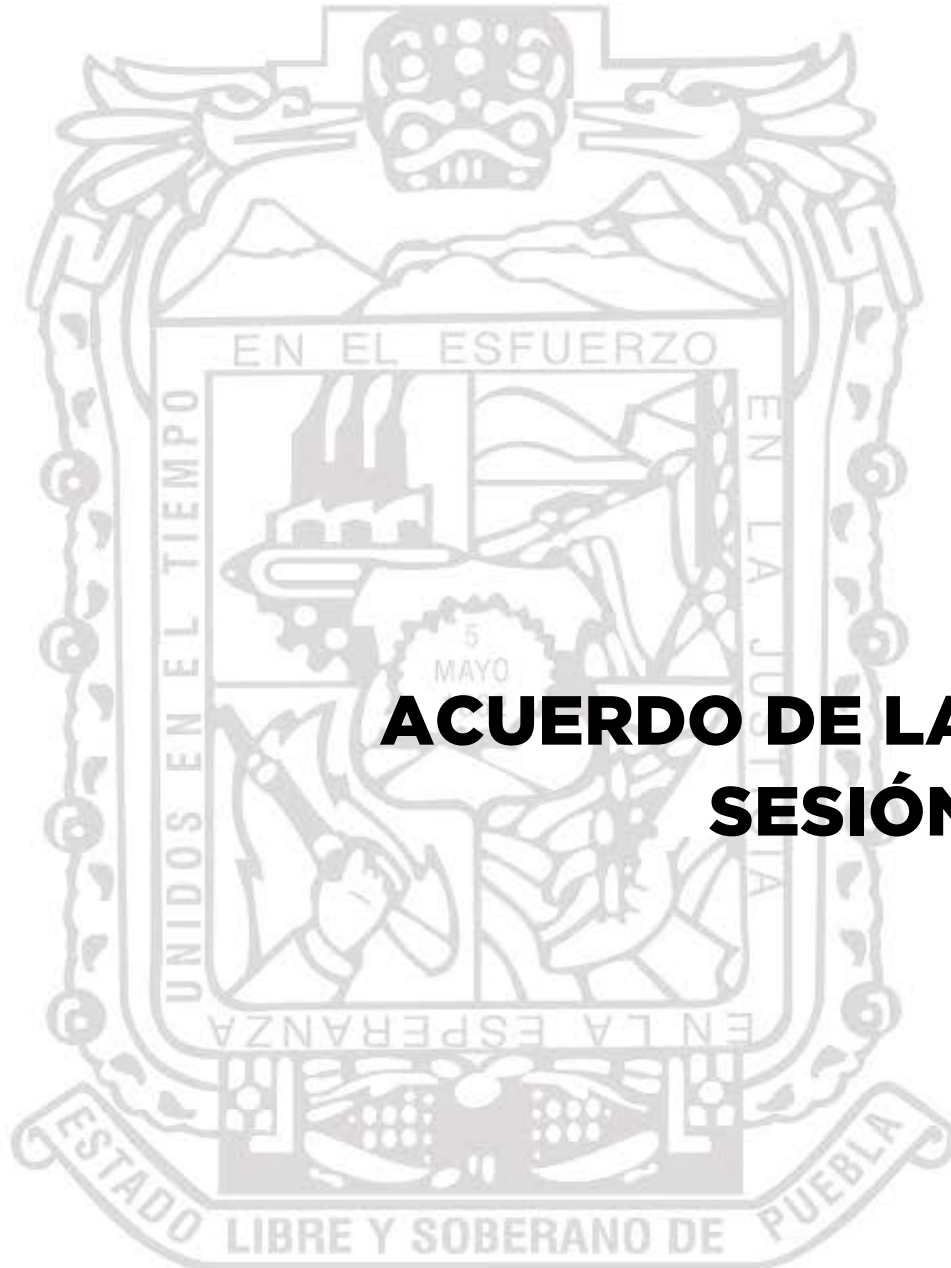 EN EL ESFUERZO
EN LA JUSTICIA
UNIDOS EN EL TIEMPO
5
MAYO
ACUERDO DE LA
SESIÓN
EN LA ESPERANZA
ESTADO LIBRE Y SOBERANO DE PUEBLA